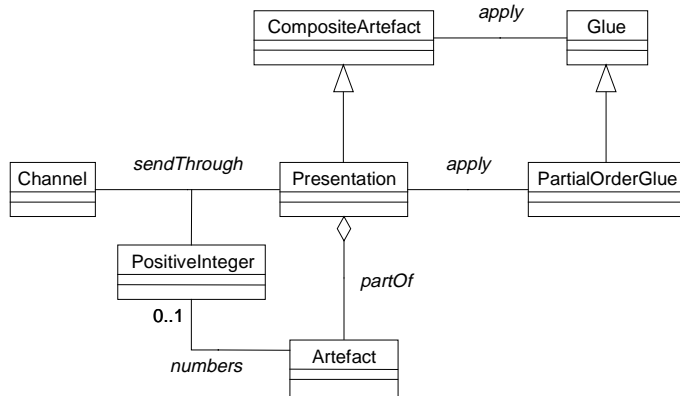 apply
CompositeArtefact
Glue
sendThrough
Channel
Presentation
apply
PartialOrderGlue
PositiveInteger
partOf
0..1
Artefact
numbers